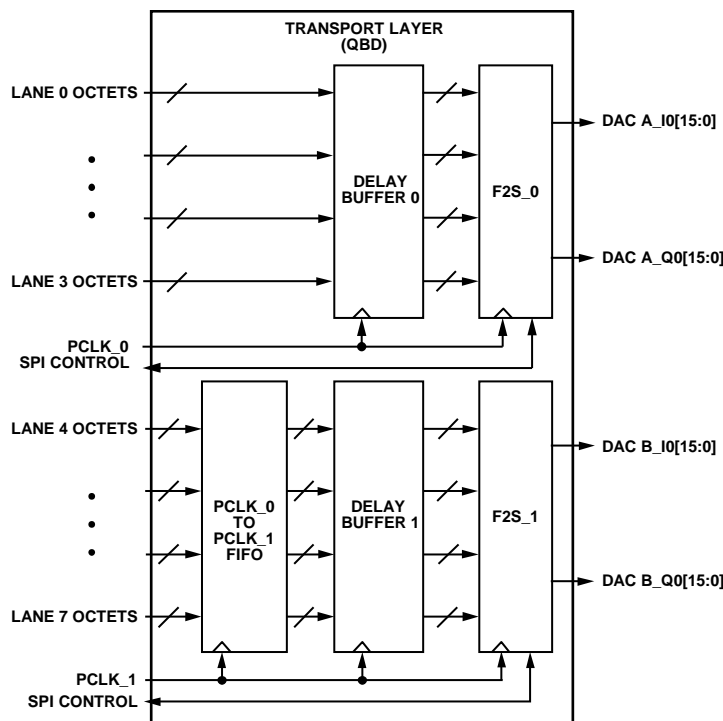 TRANSPORT LAYER
(QBD)
LANE 0 OCTETS
DAC A_I0[15:0]
DELAY
BUFFER 0
F2S_0
DAC A_Q0[15:0]
LANE 3 OCTETS
PCLK_0
SPI CONTROL
LANE 4 OCTETS
DAC B_I0[15:0]
PCLK_0
TO
PCLK_1
FIFO
DELAY
BUFFER 1
F2S_1
DAC B_Q0[15:0]
LANE 7 OCTETS
PCLK_1
SPI CONTROL